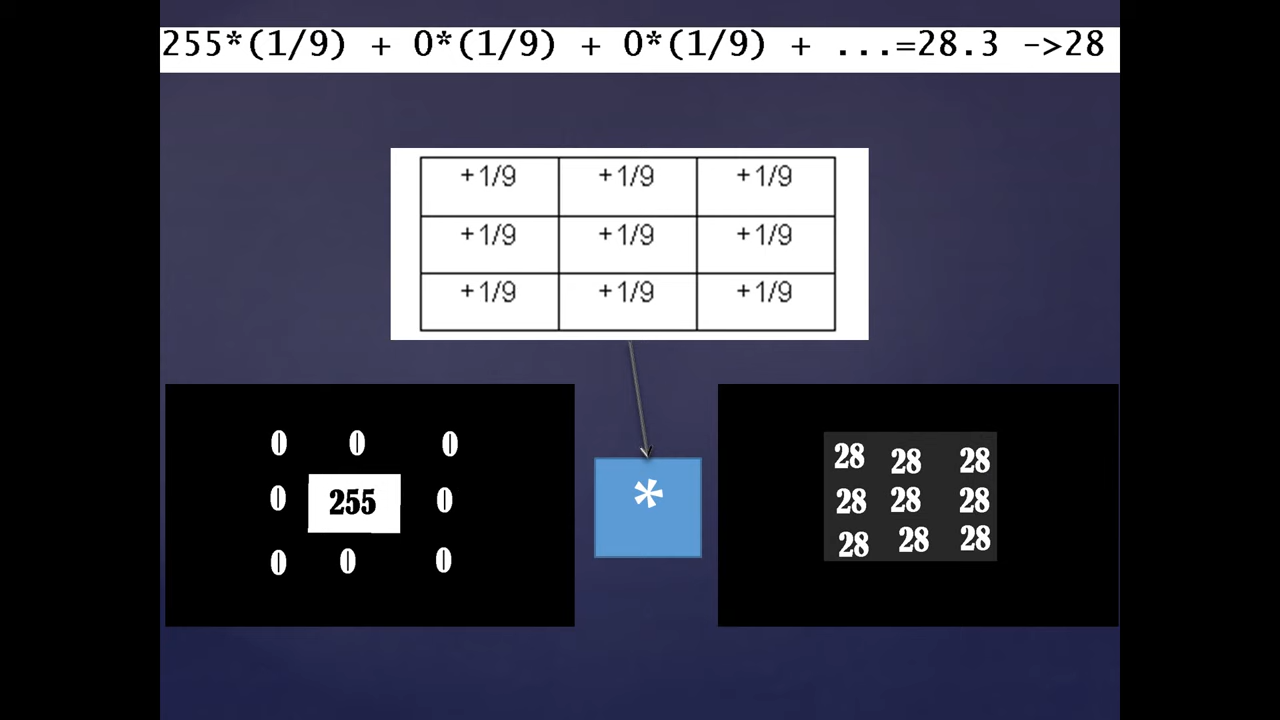 255*(1/9) + 0*(1/9) + 0*(1/9) + ...=28.3 ->28
+1/9 +1/9 +1/9
+1/9 +1/9 +1/9
+1/9 +1/9 +1/9
0 0 0
0 255 0
0 0 0
*
28 28 28
28 28 28
28 28 28